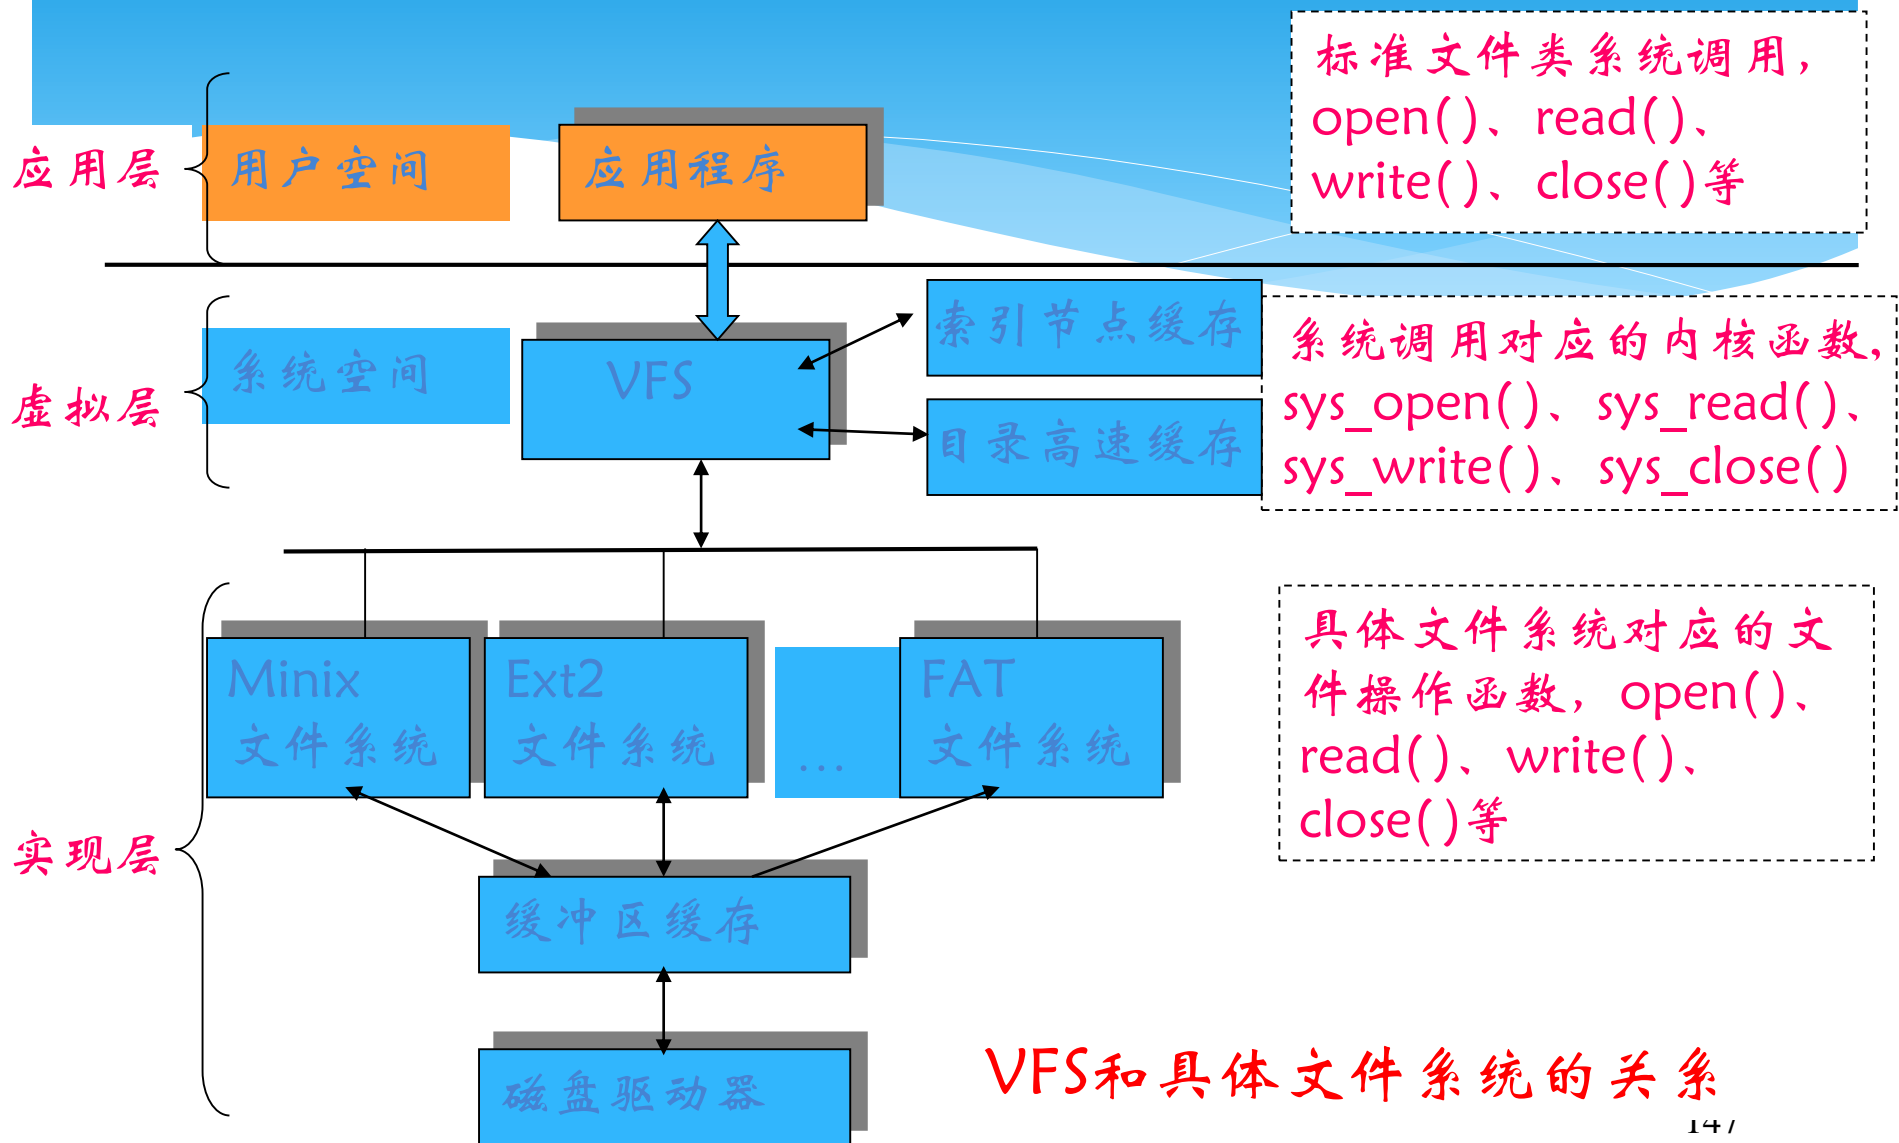 标准文件类系统调用，
open()、read()、
write()、close()等
应用层
用户空间
应用程序
虚拟层
系统空间
VFS
索引节点缓存
目录高速缓存
系统调用对应的内核函数，
sys_open()、sys_read()、
sys_write()、sys_close()
实现层
Minix
文件系统
Ext2
文件系统
...
FAT
文件系统
具体文件系统对应的文
件操作函数，open()、
read()、write()、
close()等
缓冲区缓存
磁盘驱动器
VFS和具体文件系统的关系
147